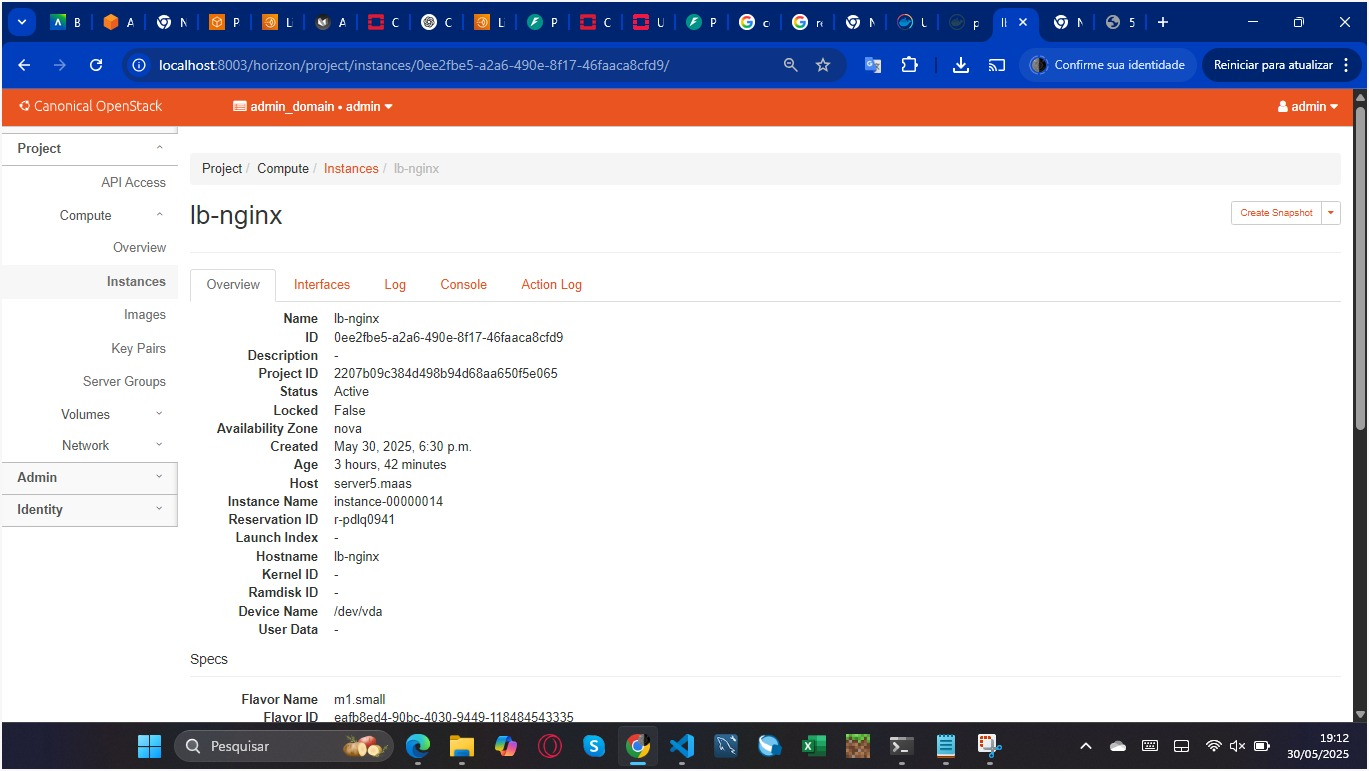 B
A
N
P
Li
A
C
C
Li
P
C
U
P
c
re
N
U
p
N
5
localhost:8003/horizon/project/instances/0ee2fbe5-a2a6-490e-8f17-46faaca8cfd9/
Confirme sua identidade
Reiniciar para atualizar
Canonical OpenStack
admin_domain • admin
admin
Project
API Access
Compute
Overview
Instances
Images
Key Pairs
Server Groups
Volumes
Network
Admin
Identity
Project / Compute / Instances / lb-nginx
lb-nginx
Create Snapshot
Overview Interfaces Log Console Action Log
Name lb-nginx
ID 0ee2fbe5-a2a6-490e-8f17-46faaca8cfd9
Description -
Project ID 2207b09c384d498b94d68aa650f5e065
Status Active
Locked False
Availability Zone nova
Created May 30, 2025, 6:30 p.m.
Age 3 hours, 42 minutes
Host server5.maas
Instance Name instance-00000014
Reservation ID r-pdlq0941
Launch Index -
Hostname lb-nginx
Kernel ID -
Ramdisk ID -
Device Name /dev/vda
User Data -
Specs
Flavor Name m1.small
Flavor ID eafb8ed4-90bc-4030-9449-118484543335
Pesquisar
19:12
30/05/2025